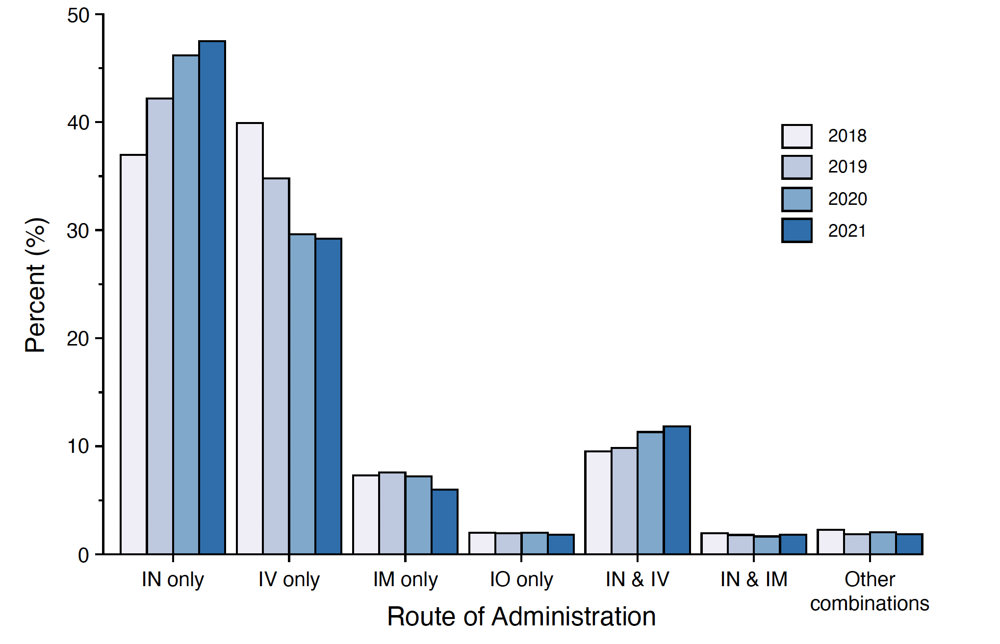 50
40
30
20
10
0
Percent (%)
2018
2019
2020
2021
IN only
IV only
IM only
IO only
IN & IV
IN & IM
Other
combinations
Route of Administration